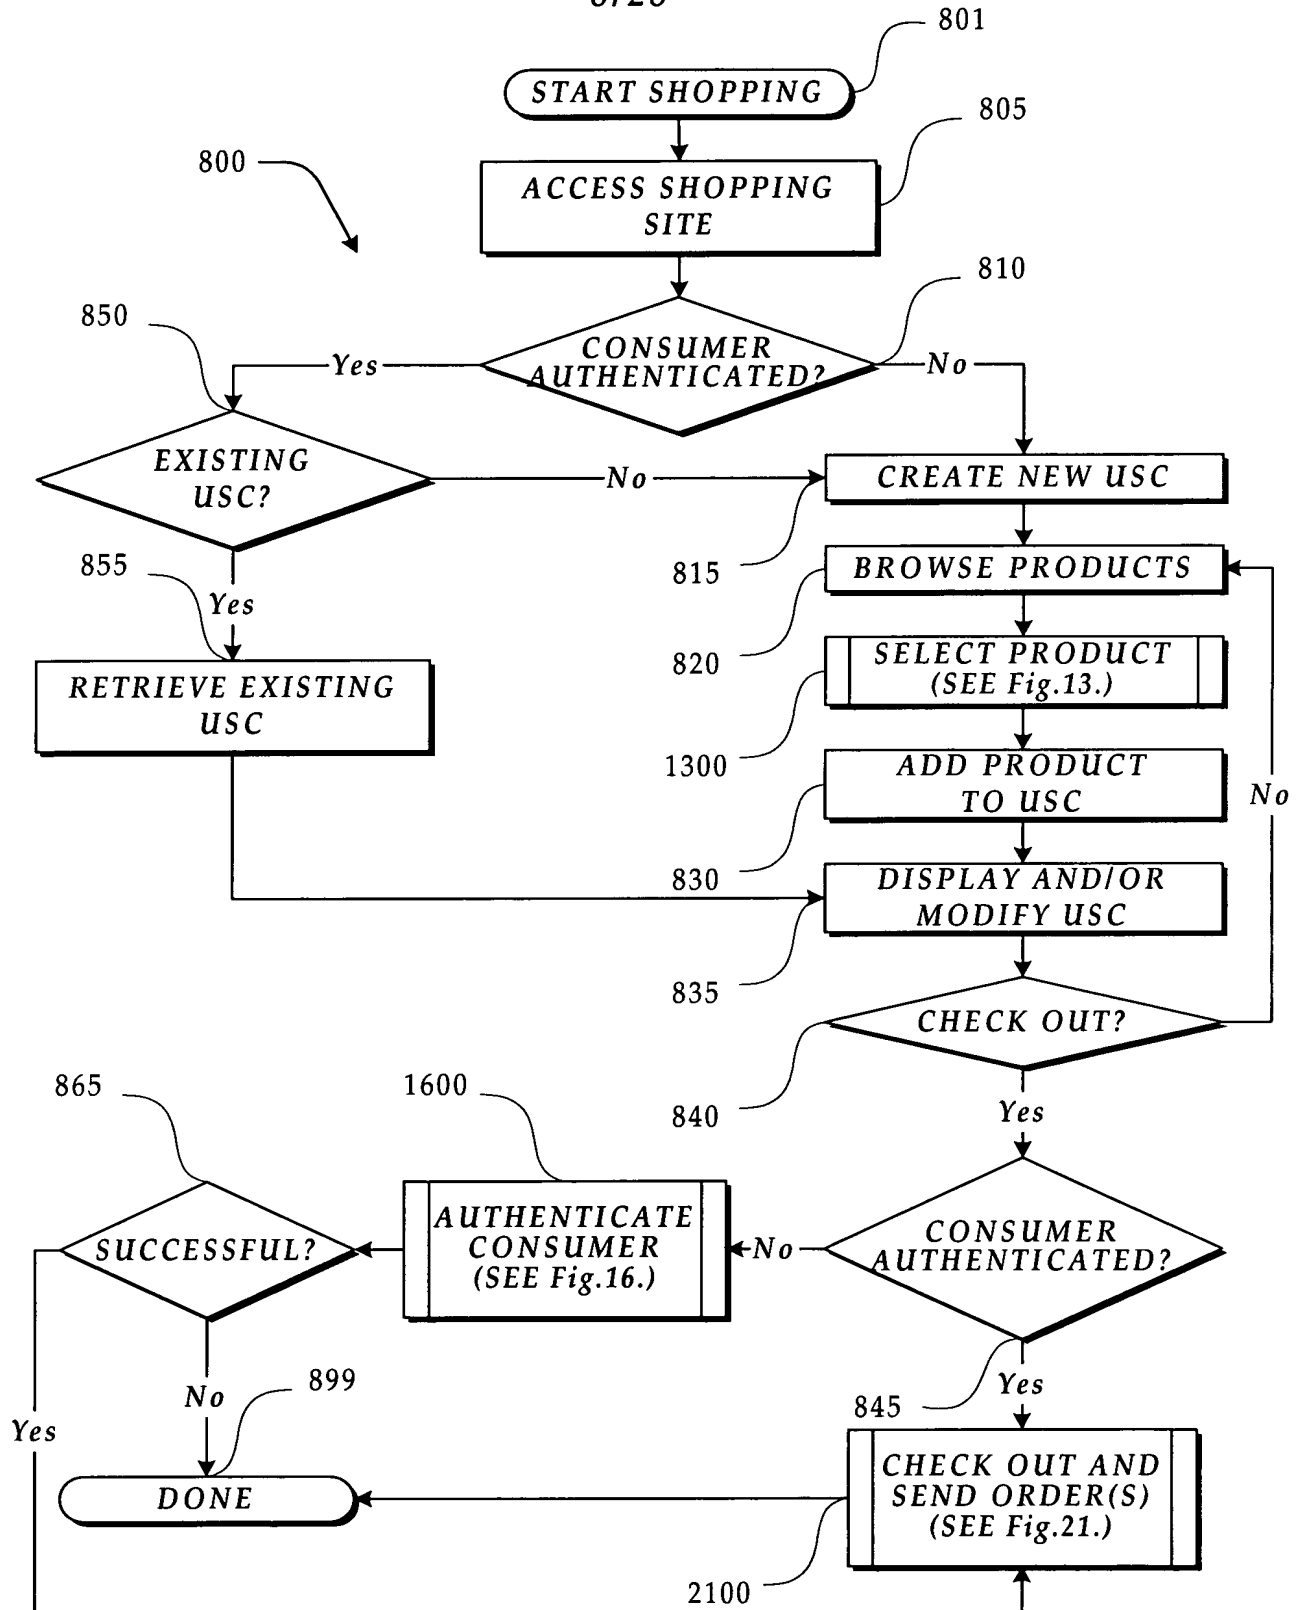 801
START SHOPPING
805
800
ACCESS SHOPPING
SITE
810
850
CONSUMER
AUTHENTICATED?
Yes
No
EXISTING
USC?
No
CREATE NEW USC
855
815
BROWSE PRODUCTS
Yes
820
SELECT PRODUCT
(SEE Fig.13.)
RETRIEVE EXISTING
USC
1300
ADD PRODUCT
TO USC
No
830
DISPLAY AND/OR
MODIFY USC
835
CHECK OUT?
865
1600
840
Yes
AUTHENTICATE
CONSUMER
(SEE Fig.16.)
SUCCESSFUL?
No
CONSUMER
AUTHENTICATED?
899
No
Yes
845
Yes
CHECK OUT AND
SEND ORDER(S)
(SEE Fig.21.)
DONE
2100